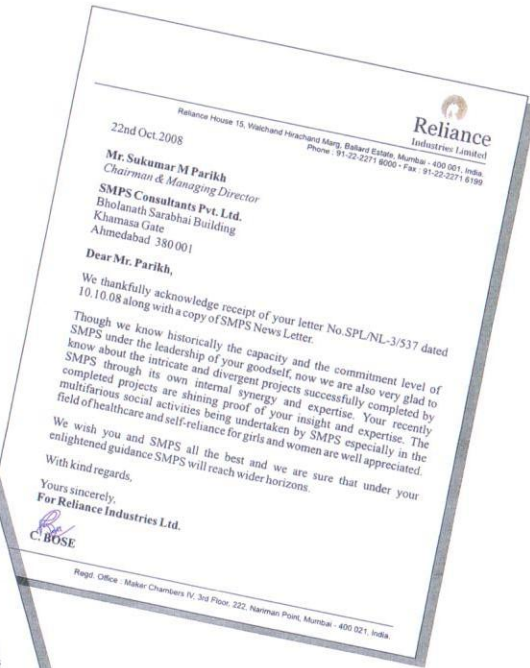 Reliance
Industries Limited
Reliance House 15, Walchand Hirachand Marg, Ballard Estate, Mumbai - 400 001, India.
Phone : 91-22-2271 6000 • Fax : 91-22-2271 6199
22nd Oct.2008
Mr. Sukumar M Parikh
Chairman & Managing Director
SMPS Consultants Pvt. Ltd.
Bholanath Sarabhai Building
Khamasa Gate
Ahmedabad 380 001
Dear Mr. Parikh,
We thankfully acknowledge receipt of your letter No.SPL/NL-3/537 dated
10.10.08 along with a copy of SMPS News Letter.
Though we know historically the capacity and the commitment level of
SMPS under the leadership of your goodself, now we are also very glad to
know about the intricate and divergent projects successfully completed by
SMPS through its own internal synergy and expertise. Your recently
completed projects are shining proof of your insight and expertise. The
multifarious social activities being undertaken by SMPS especially in the
field of healthcare and self-reliance for girls and women are well appreciated.
We wish you and SMPS all the best and we are sure that under your
enlightened guidance SMPS will reach wider horizons.
With kind regards,
Yours sincerely,
For Reliance Industries Ltd.
C. BOSE
Regd. Office : Maker Chambers IV, 3rd Floor, 222, Nariman Point, Mumbai - 400 021, India.